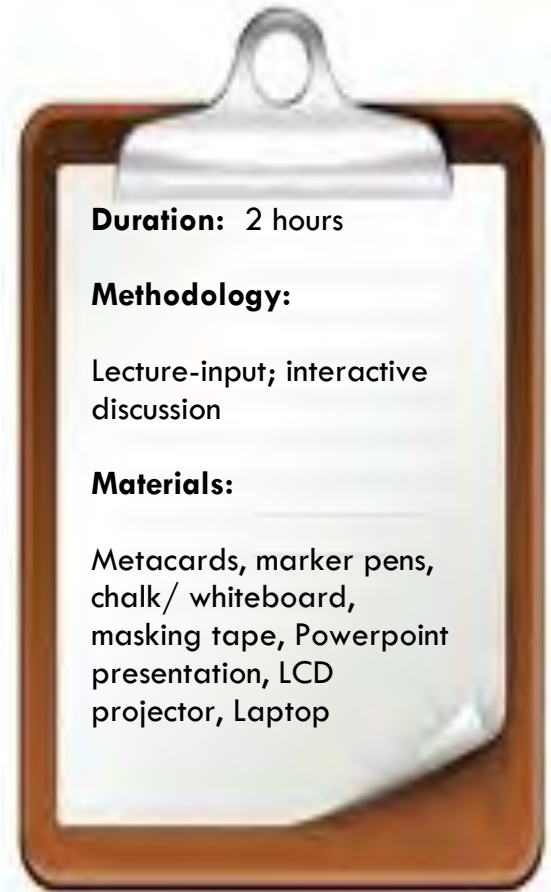 Duration: 2 hours
Methodology:
Lecture-input; interactive
discussion
Materials:
Metacards, marker pens,
chalk/ whiteboard,
masking tape, Powerpoint
presentation, LCD
projector, Laptop